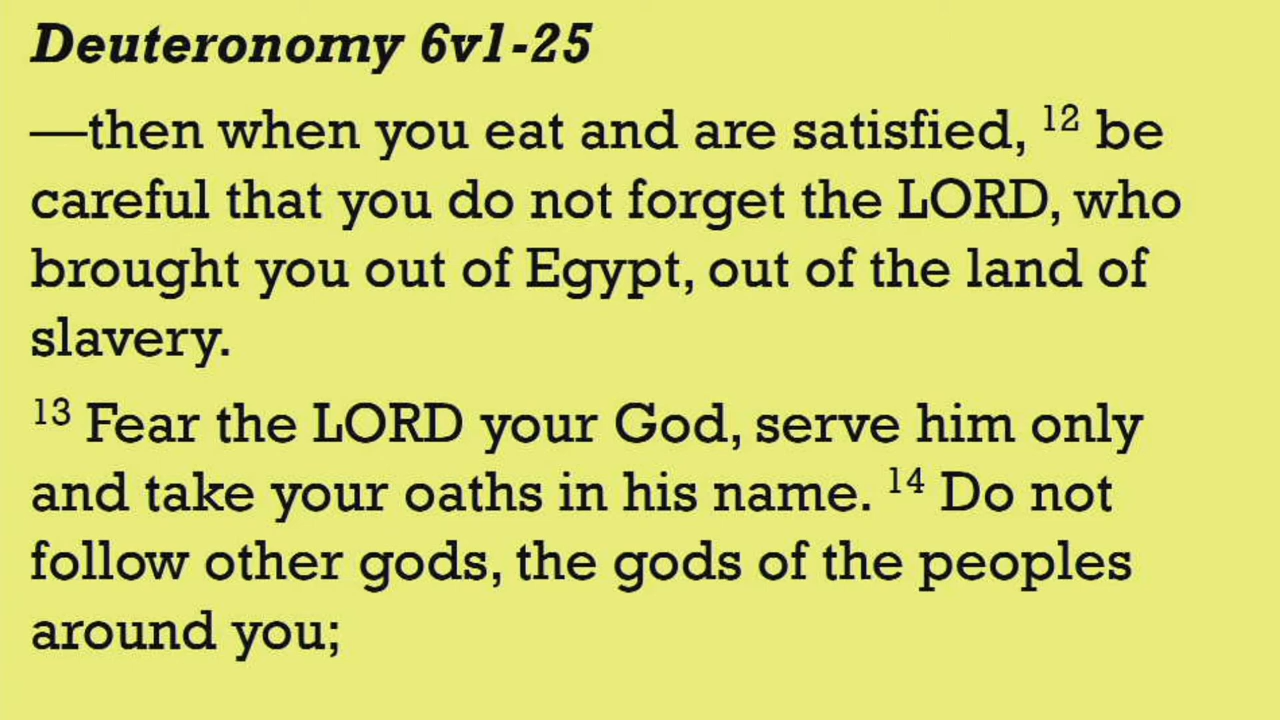 Deuteronomy 6v1-25
—then when you eat and are satisfied, 12 be
careful that you do not forget the LORD, who
brought you out of Egypt, out of the land of
slavery.
13 Fear the LORD your God, serve him only
and take your oaths in his name. 14 Do not
follow other gods, the gods of the peoples
around you;